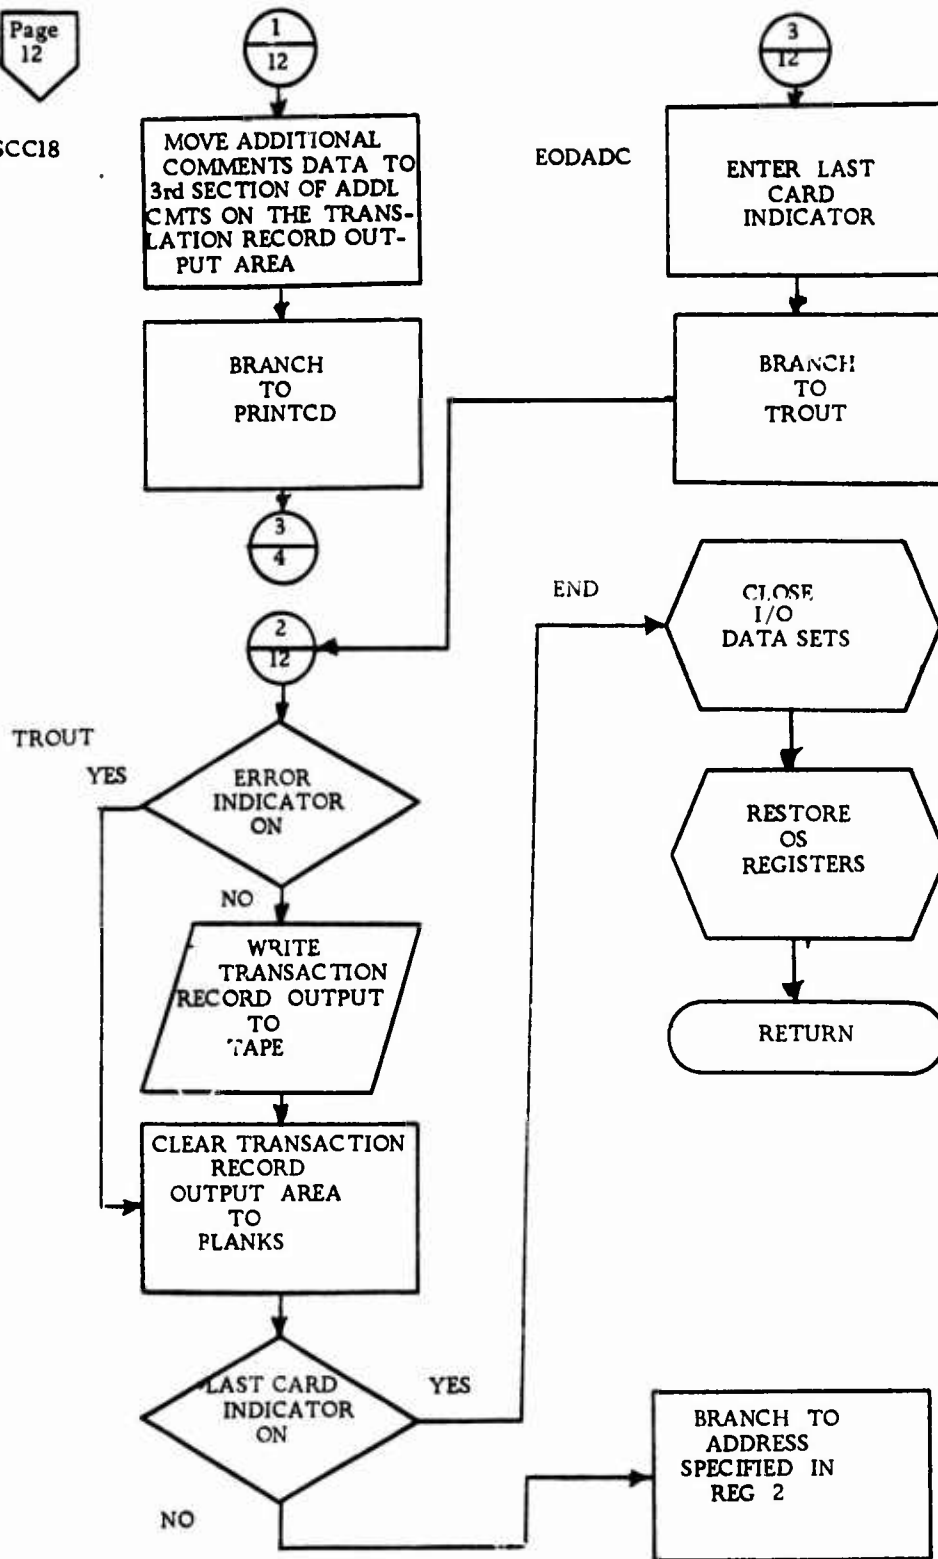 Page
12
1
12
3
12
SCC18
MOVE ADDITIONAL
COMMENTS DATA TO
3rd SECTION OF ADDL
CMTS ON THE TRANS-
LATION RECORD OUT-
PUT AREA
EODADC
ENTER LAST
CARD
INDICATOR
BRANCH
TO
PRINTCD
BRANCH
TO
TROUT
3
4
END
CLOSE
I/O
DATA SETS
2
12
TROUT
YES
ERROR
INDICATOR
ON
RESTORE
OS
REGISTERS
NO
WRITE
TRANSACTION
RECORD OUTPUT
TO
TAPE
RETURN
CLEAR TRANSACTION
RECORD
OUTPUT AREA
TO
PLANKS
LAST CARD
INDICATOR
ON
YES
NO
BRANCH TO
ADDRESS
SPECIFIED IN
REG 2